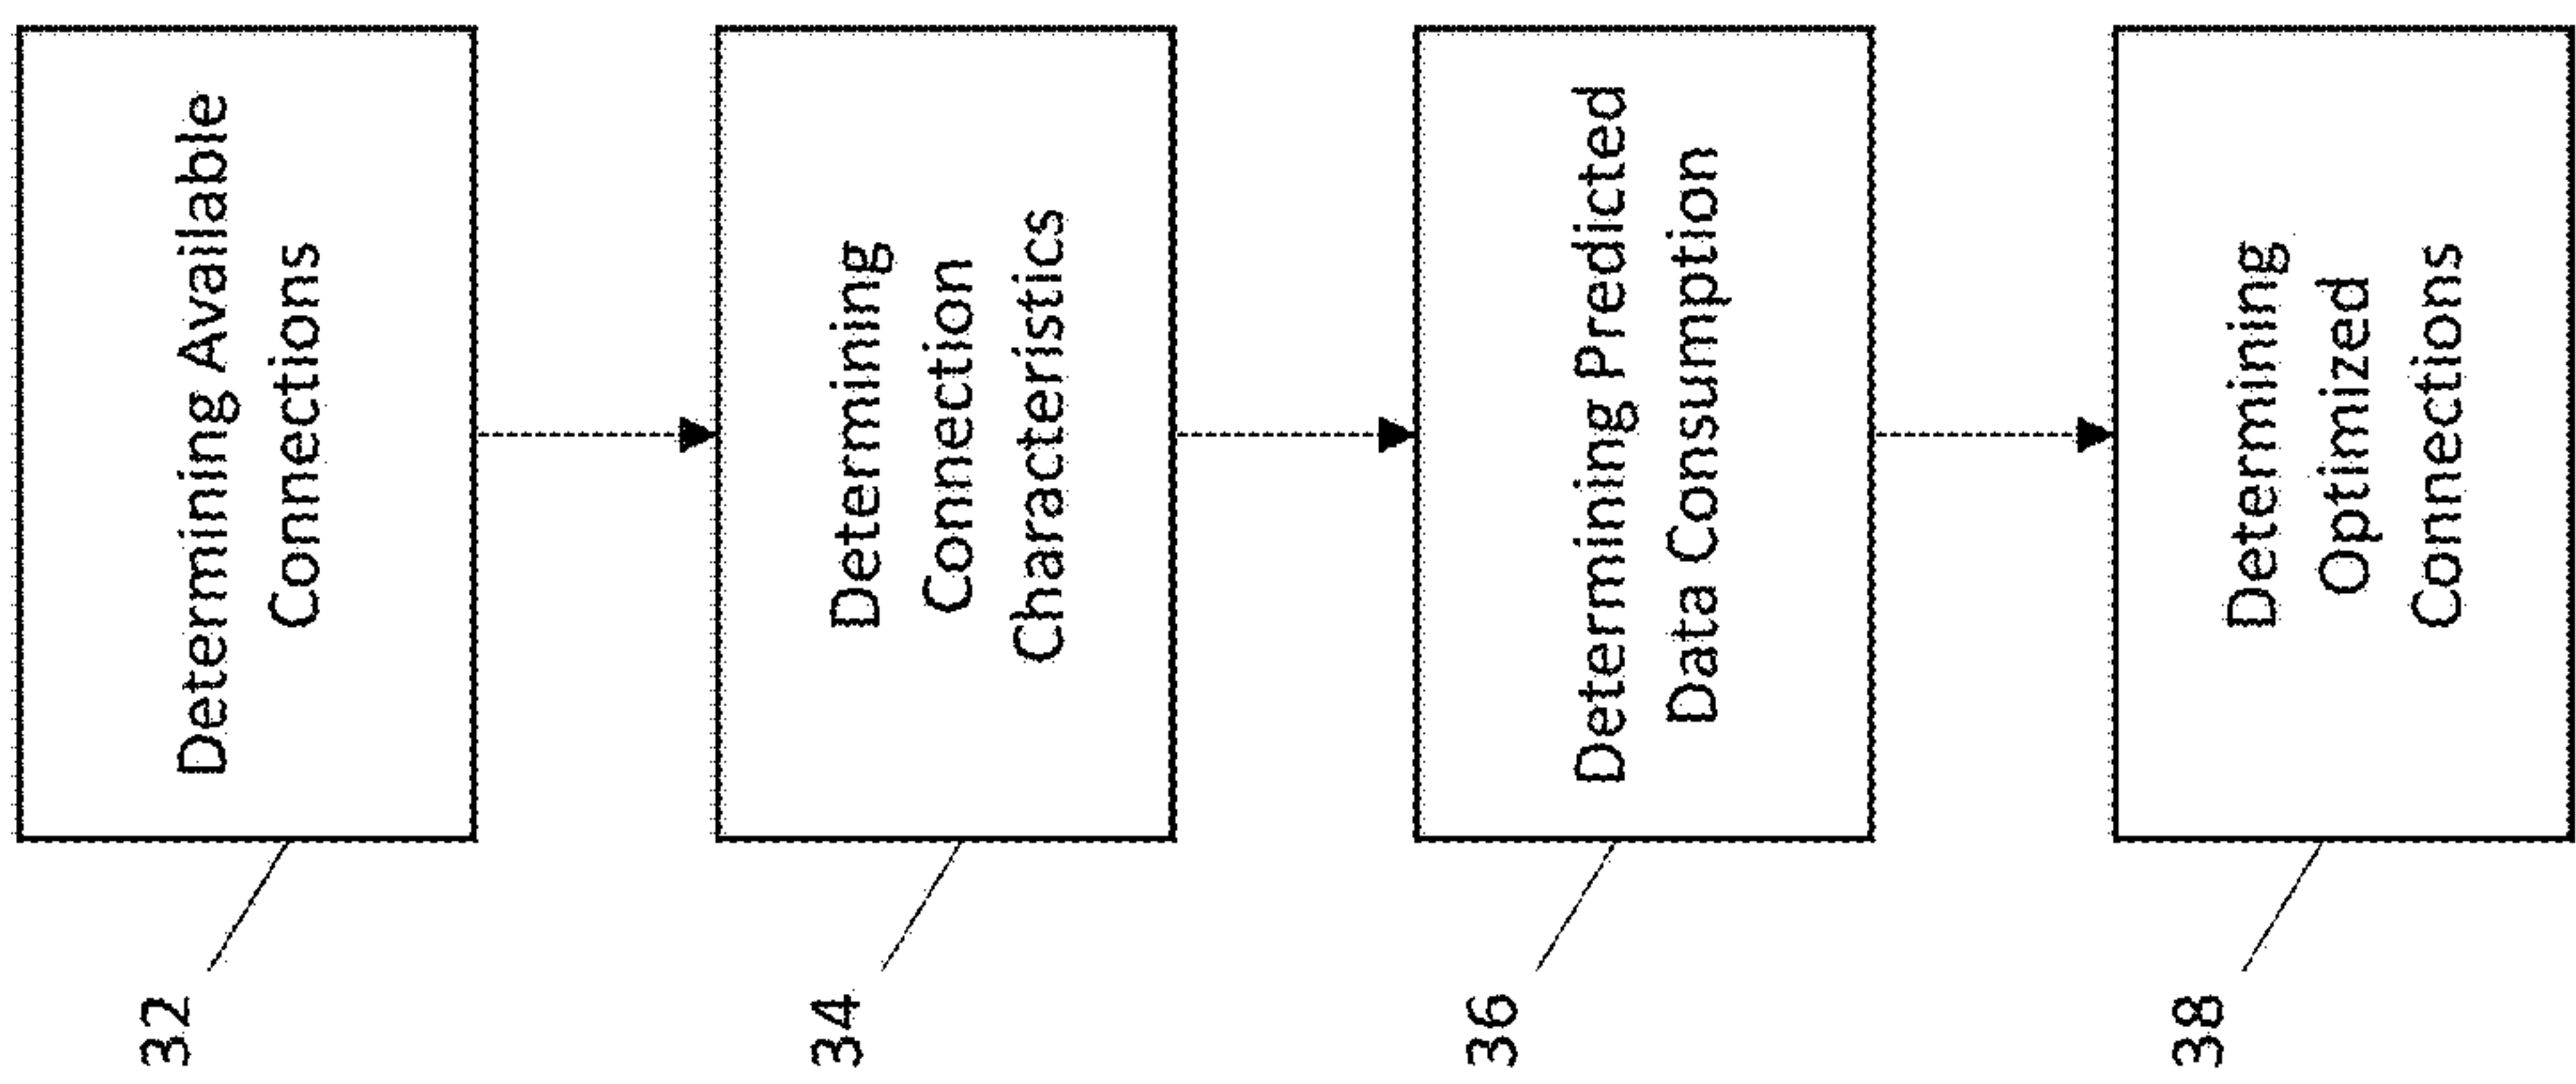 32
Determining Available
Connections
34
Determining
Connection
Characteristics
36
Determining Predicted
Data Consumption
38
Determining
Optimized
Connections